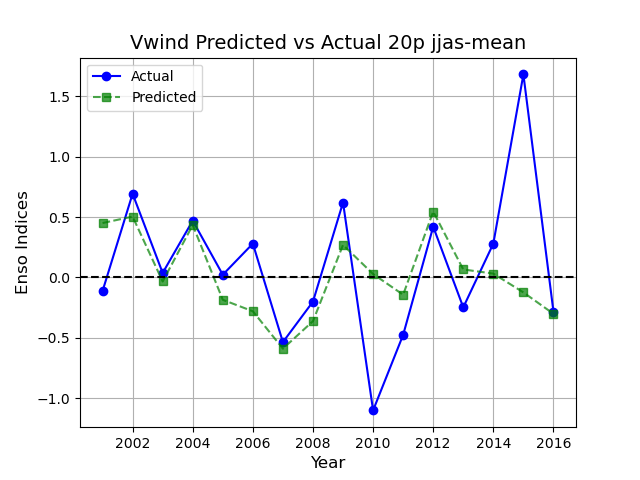 Vwind Predicted vs Actual 20p jjas-mean
Actual
Predicted
Enso Indices
1.5
1.0
0.5
0.0
−0.5
−1.0
2002 2004 2006 2008 2010 2012 2014 2016
Year